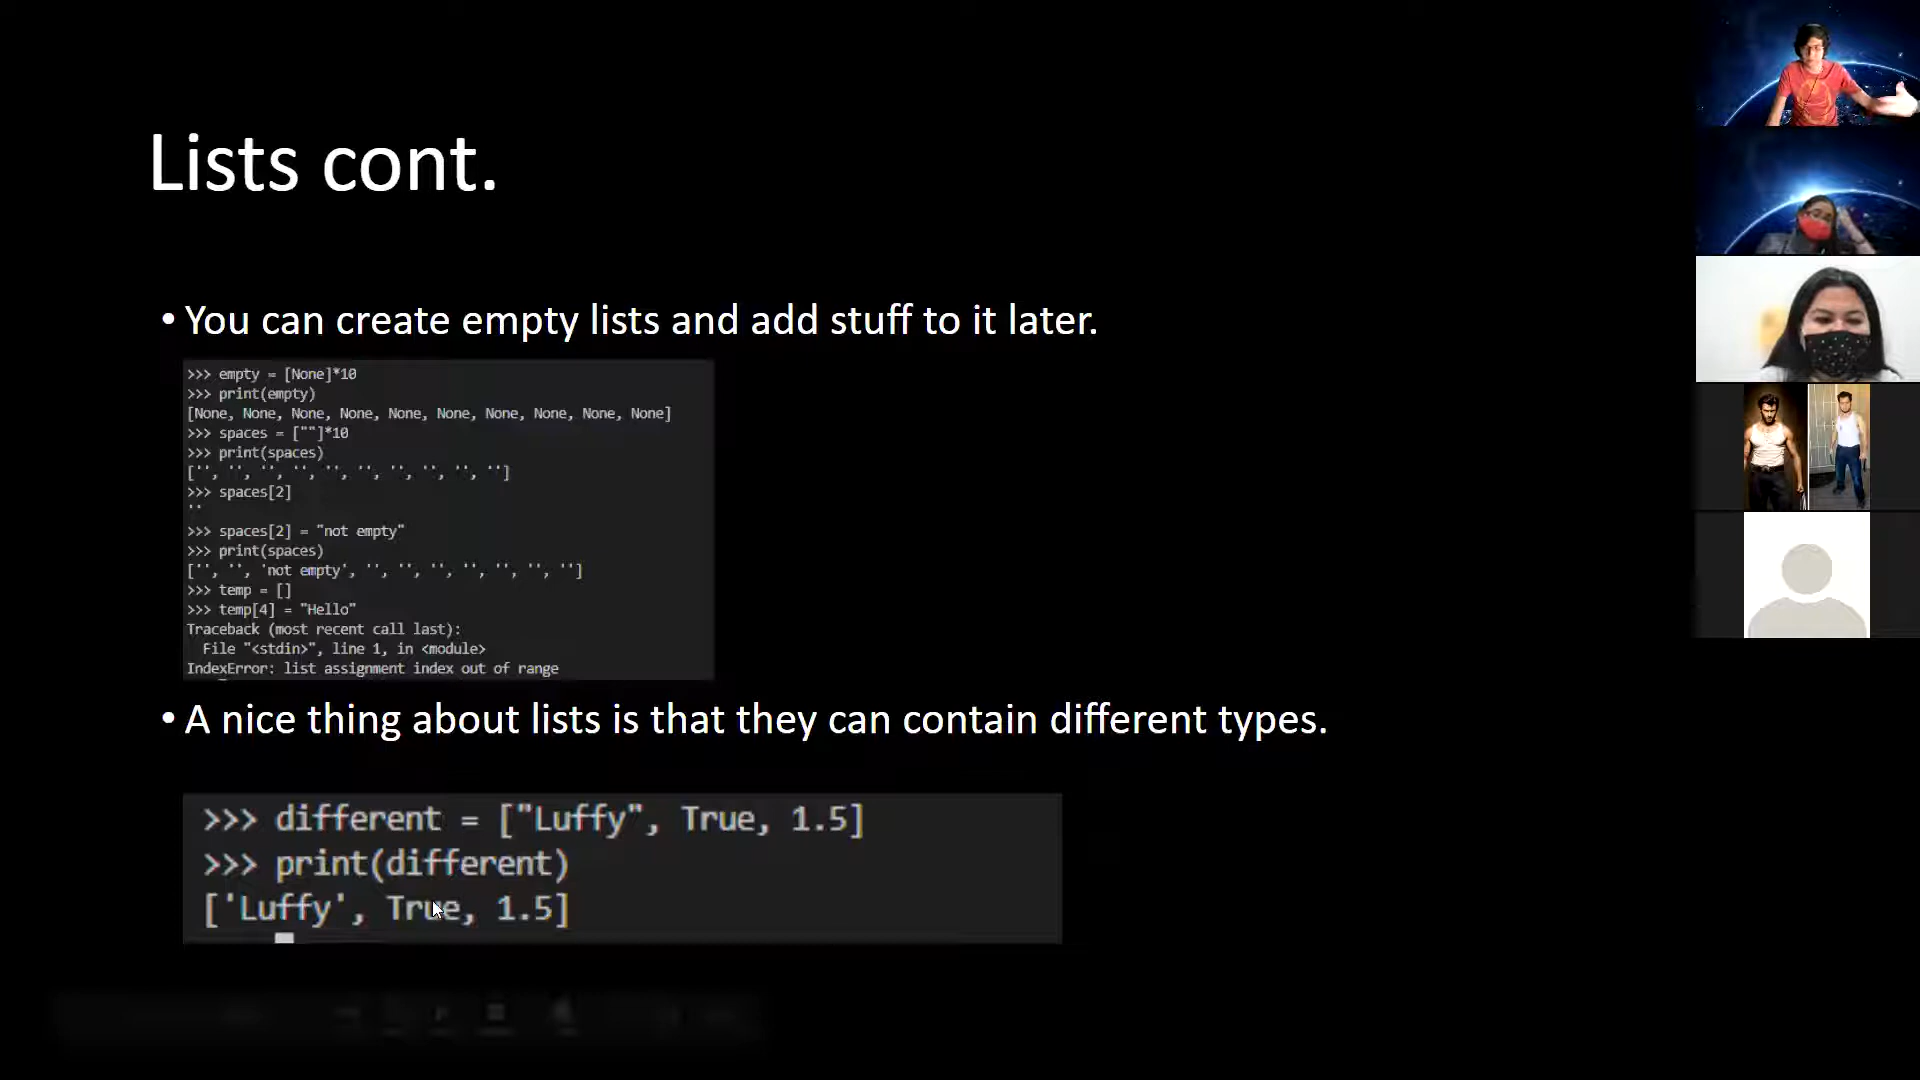 Lists cont.
• You can create empty lists and add stuff to it later.
>>> empty = [None]*10
>>> print(empty)
[None, None, None, None, None, None, None, None, None, None]
>>> spaces = [""]*10
>>> print(spaces)
['', '', '', '', '', '', '', '', '', '']
>>> spaces[2]
''
>>> spaces[2] = "not empty"
>>> print(spaces)
['', '', 'not empty', '', '', '', '', '', '', '']
>>> temp = []
>>> temp[4] = "Hello"
Traceback (most recent call last):
  File "<stdin>", line 1, in <module>
IndexError: list assignment index out of range
• A nice thing about lists is that they can contain different types.
>>> different = ["Luffy", True, 1.5]
>>> print(different)
['Luffy', True, 1.5]